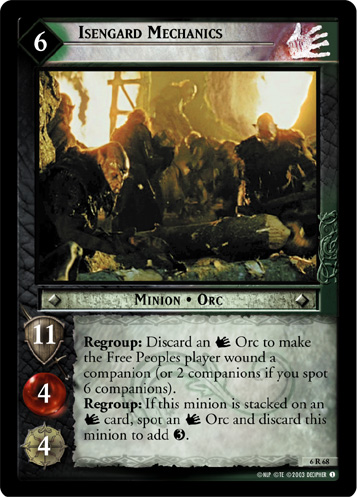 6
Isengard Mechanics
Minion • Orc
11
4
4
Regroup: Discard an Orc to make
the Free Peoples player wound a
companion (or 2 companions if you spot
6 companions).
Regroup: If this minion is stacked on
an card, spot an Orc and discard this
minion to add 3.
6 R 68
©NLP ©TE ©2003 DECIPHER